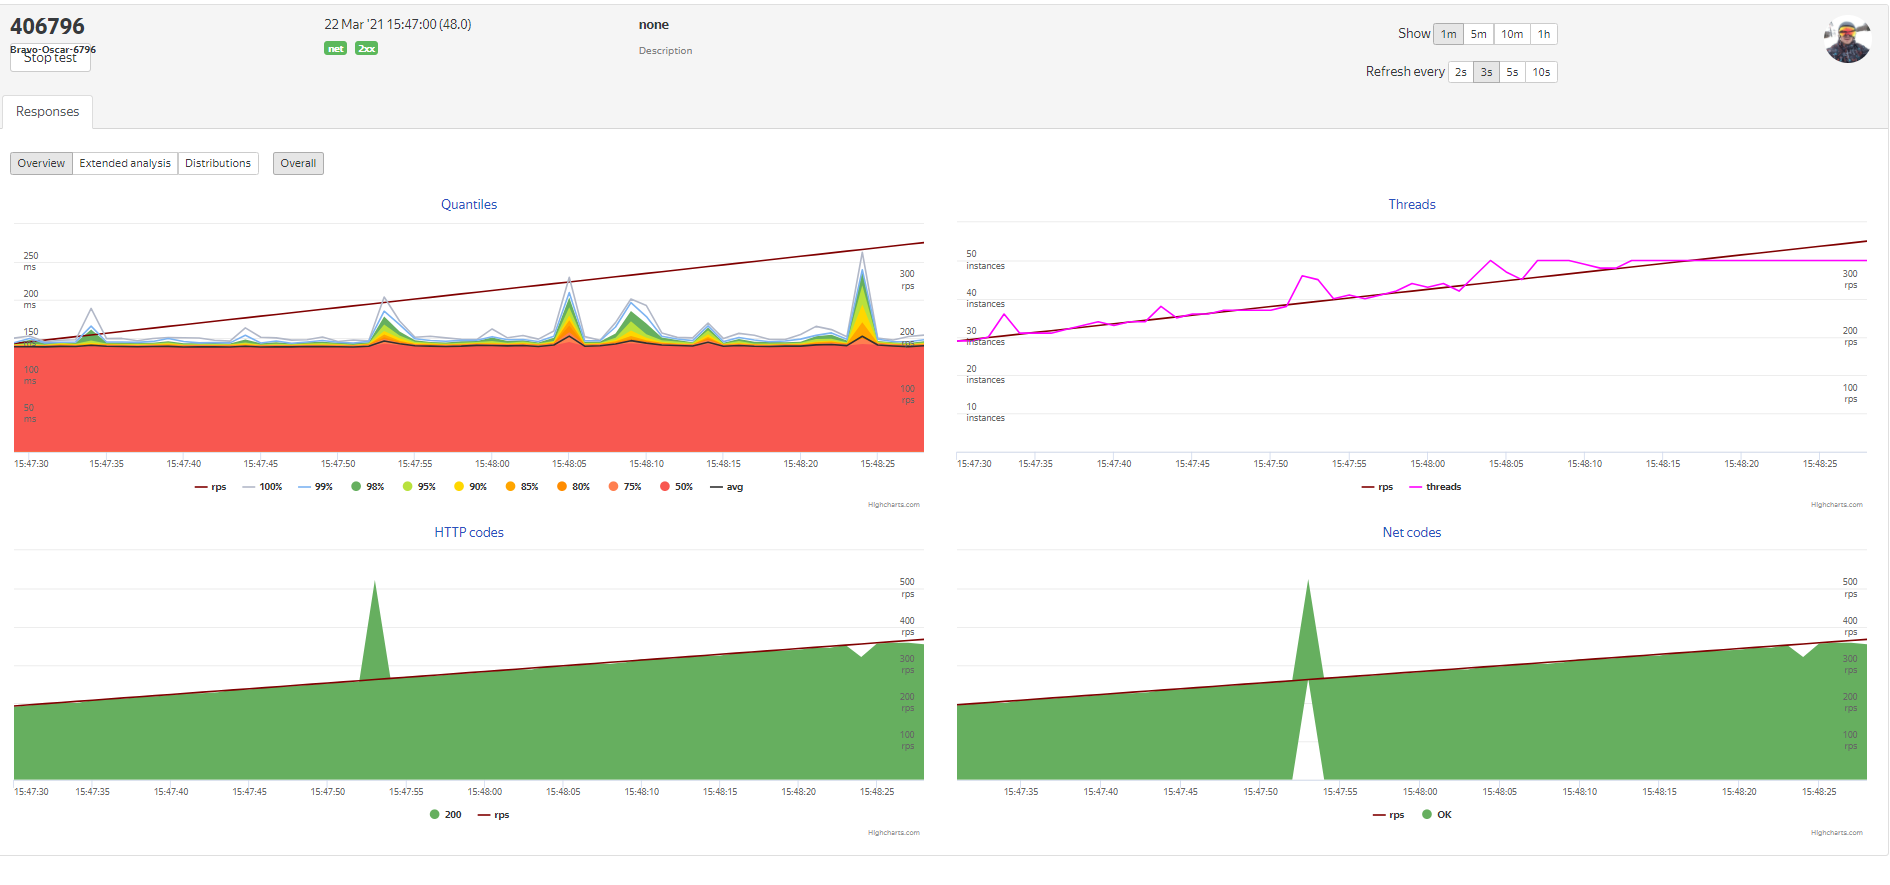 406796
Bravo-Oscar-6796
Stop test
22 Mar '21 15:47:00 (48.0)
net 2xx
none
Description
Show 1m 5m 10m 1h
Refresh every 2s 3s 5s 10s
Responses
Overview Extended analysis Distributions Overall
Quantiles
250 ms
200 ms
150 ms
100 ms
50 ms
300 rps
200 rps
100 rps
15:47:30 15:47:35 15:47:40 15:47:45 15:47:50 15:47:55 15:48:00 15:48:05 15:48:10 15:48:15 15:48:20 15:48:25
rps 100% 99% 98% 95% 90% 85% 80% 75% 50% avg
Highcharts.com
Threads
50 instances
40 instances
30 instances
20 instances
10 instances
300 rps
200 rps
100 rps
15:47:30 15:47:35 15:47:40 15:47:45 15:47:50 15:47:55 15:48:00 15:48:05 15:48:10 15:48:15 15:48:20 15:48:25
rps threads
Highcharts.com
HTTP codes
500 rps
400 rps
300 rps
200 rps
100 rps
15:47:30 15:47:35 15:47:40 15:47:45 15:47:50 15:47:55 15:48:00 15:48:05 15:48:10 15:48:15 15:48:20 15:48:25
200 rps
Highcharts.com
Net codes
500 rps
400 rps
300 rps
200 rps
100 rps
15:47:35 15:47:40 15:47:45 15:47:50 15:47:55 15:48:00 15:48:05 15:48:10 15:48:15 15:48:20 15:48:25
rps OK
Highcharts.com